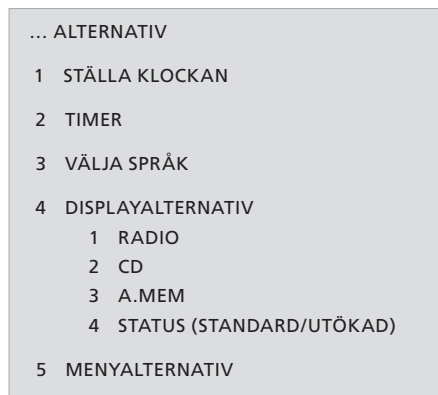 … ALTERNATIV
1 STÄLLA KLOCKAN
2 TIMER
3 VÄLJA SPRÅK
4 DISPLAYALTERNATIV
1 RADIO
2 CD
3 A.MEM
4 STATUS (STANDARD/UTÖKAD)
5 MENYALTERNATIV